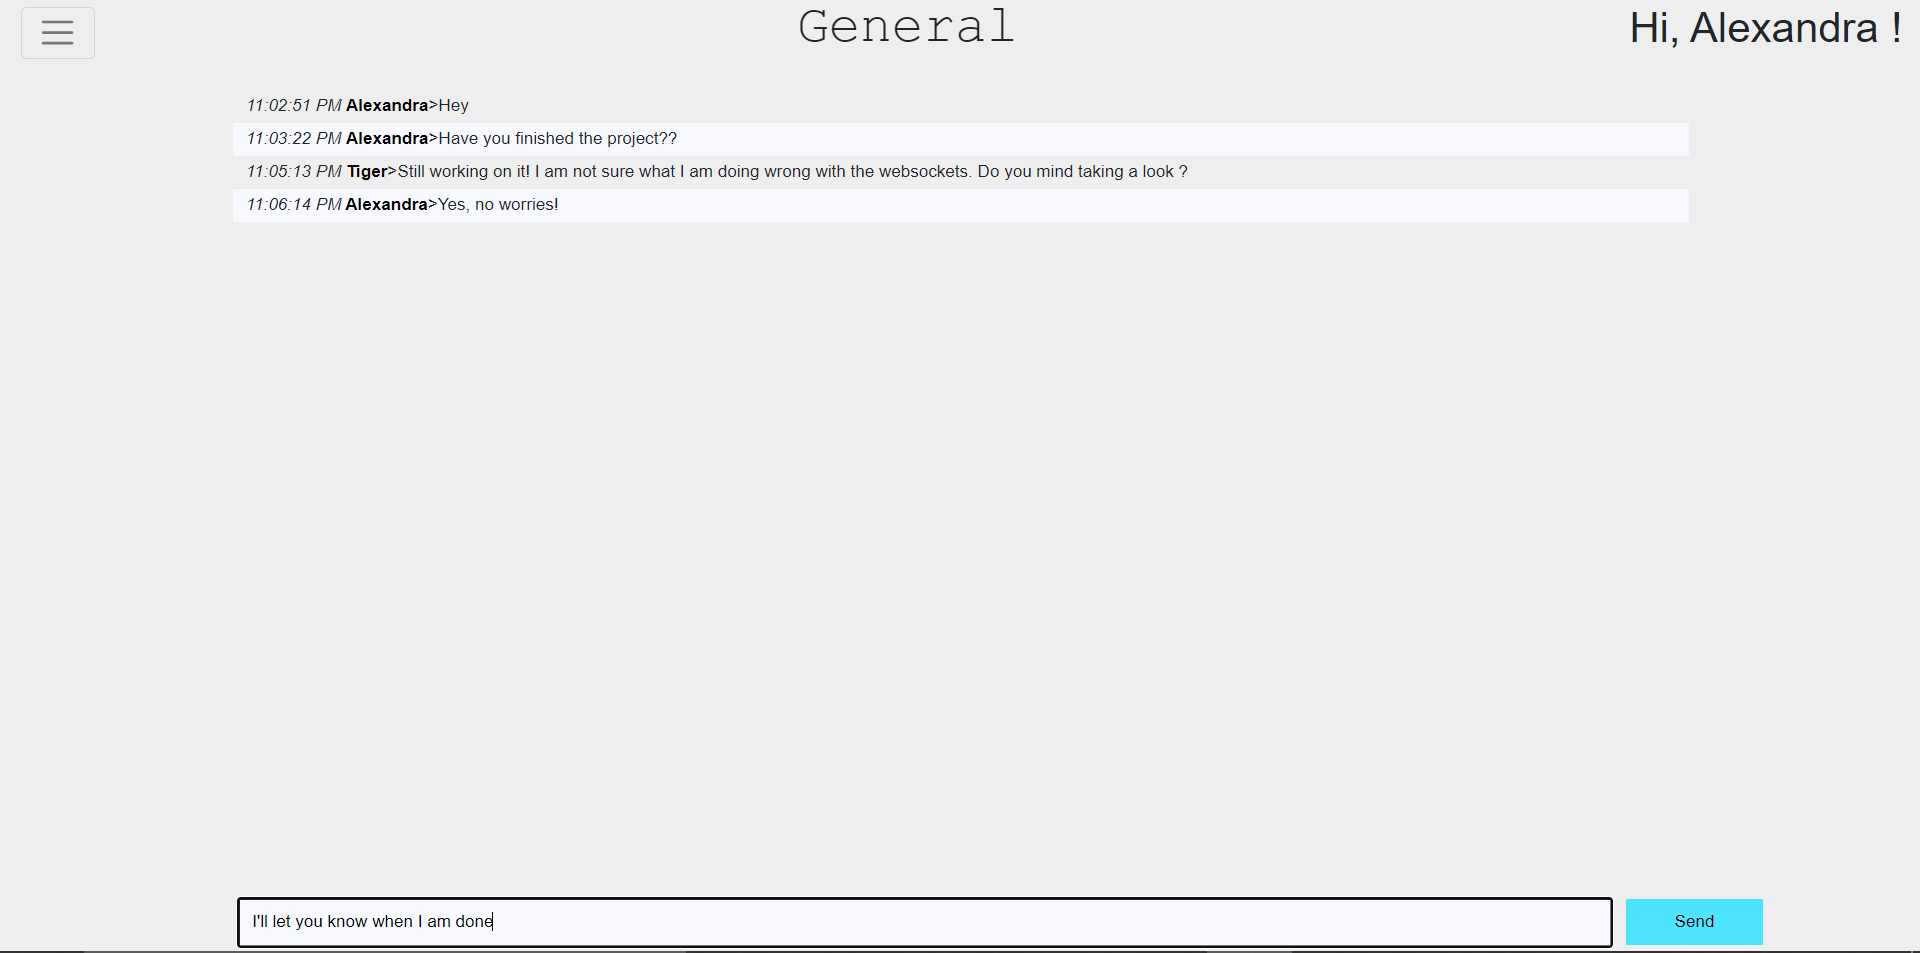 General
Hi, Alexandra !
11:02:51 PM Alexandra>Hey
11:03:22 PM Alexandra>Have you finished the project??
11:05:13 PM Tiger>Still working on it! I am not sure what I am doing wrong with the websockets. Do you mind taking a look ?
11:06:14 PM Alexandra>Yes, no worries!
I'll let you know when I am done
Send